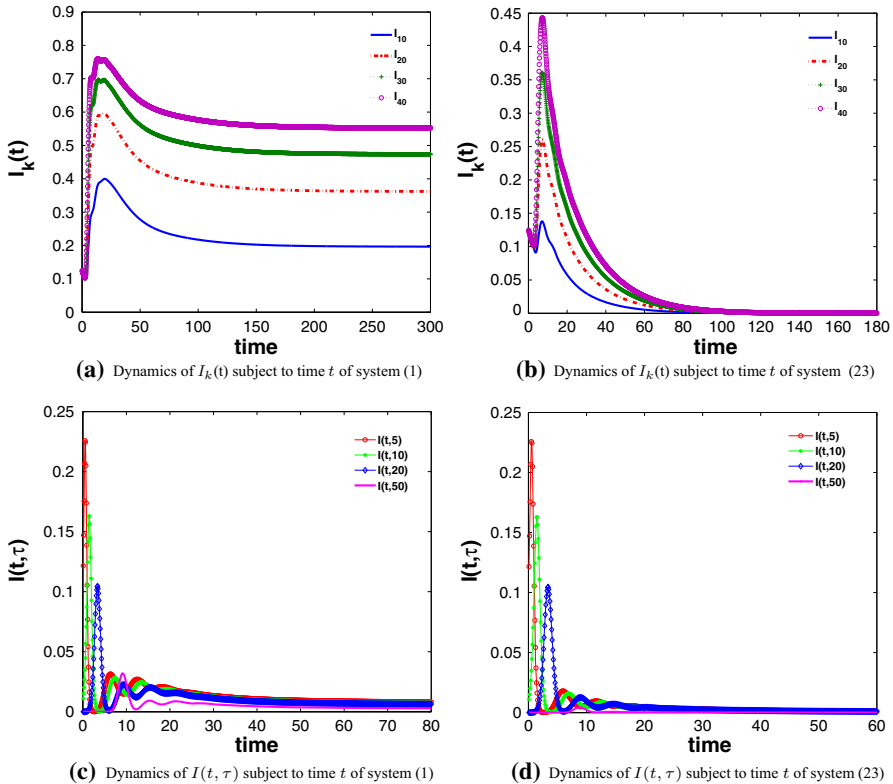 0.9
0.8
0.7
0.6
0.5
0.4
0.3
0.2
0.1
0
I_k(t)
I_10
I_20
I_30
I_40
0 50 100 150 200 250 300
time
(a) Dynamics of I_k(t) subject to time t of system (1)
0.45
0.4
0.35
0.3
0.25
0.2
0.15
0.1
0.05
0
I_k(t)
I_10
I_20
I_30
I_40
0 20 40 60 80 100 120 140 160 180
time
(b) Dynamics of I_k(t) subject to time t of system (23)
0.25
0.2
0.15
0.1
0.05
0
I(t,τ)
I(t,5)
I(t,10)
I(t,20)
I(t,50)
0 10 20 30 40 50 60 70 80
time
(c) Dynamics of I(t, τ) subject to time t of system (1)
0.25
0.2
0.15
0.1
0.05
0
I(t,τ)
I(t,5)
I(t,10)
I(t,20)
I(t,50)
0 10 20 30 40 50 60
time
(d) Dynamics of I(t, τ) subject to time t of system (23)